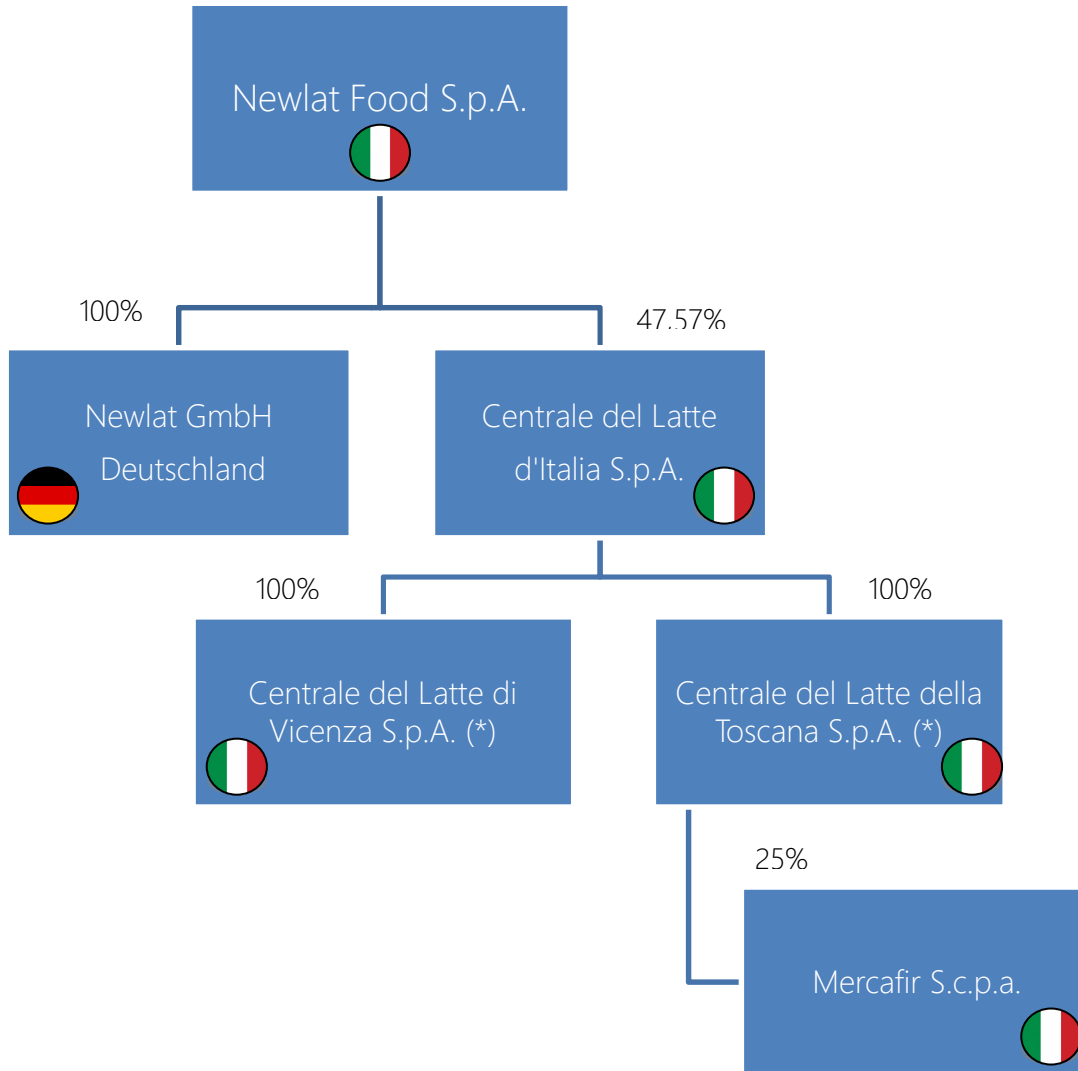 Newlat Food S.p.A.
100%
47,57%
Newlat GmbH
Deutschland
Centrale del Latte
d'Italia S.p.A.
100%
100%
Centrale del Latte di
Vicenza S.p.A. (*)
Centrale del Latte della
Toscana S.p.A. (*)
25%
Mercafir S.c.p.a.